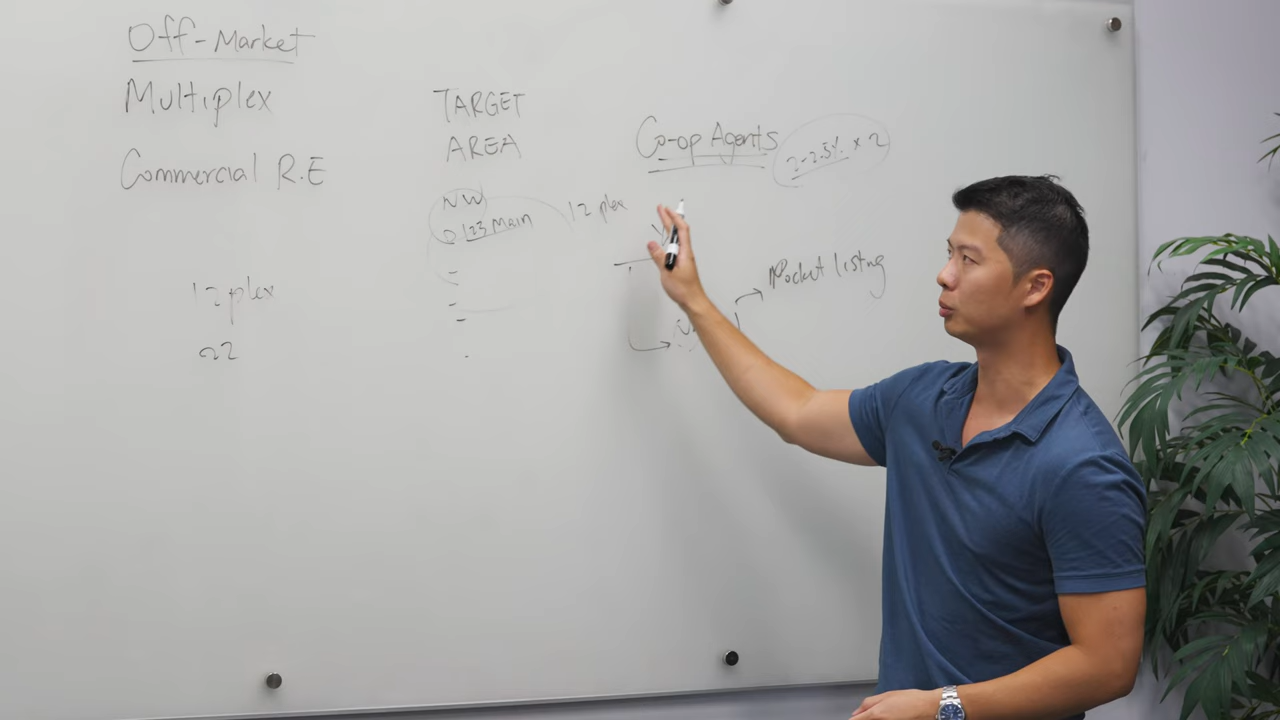 Off-Market
Multiplex
Commercial R.E
12 plex
22
TARGET
AREA
NW
123 Main
12 plex
Co-op Agents
2-2.5% x 2
Pocket listing